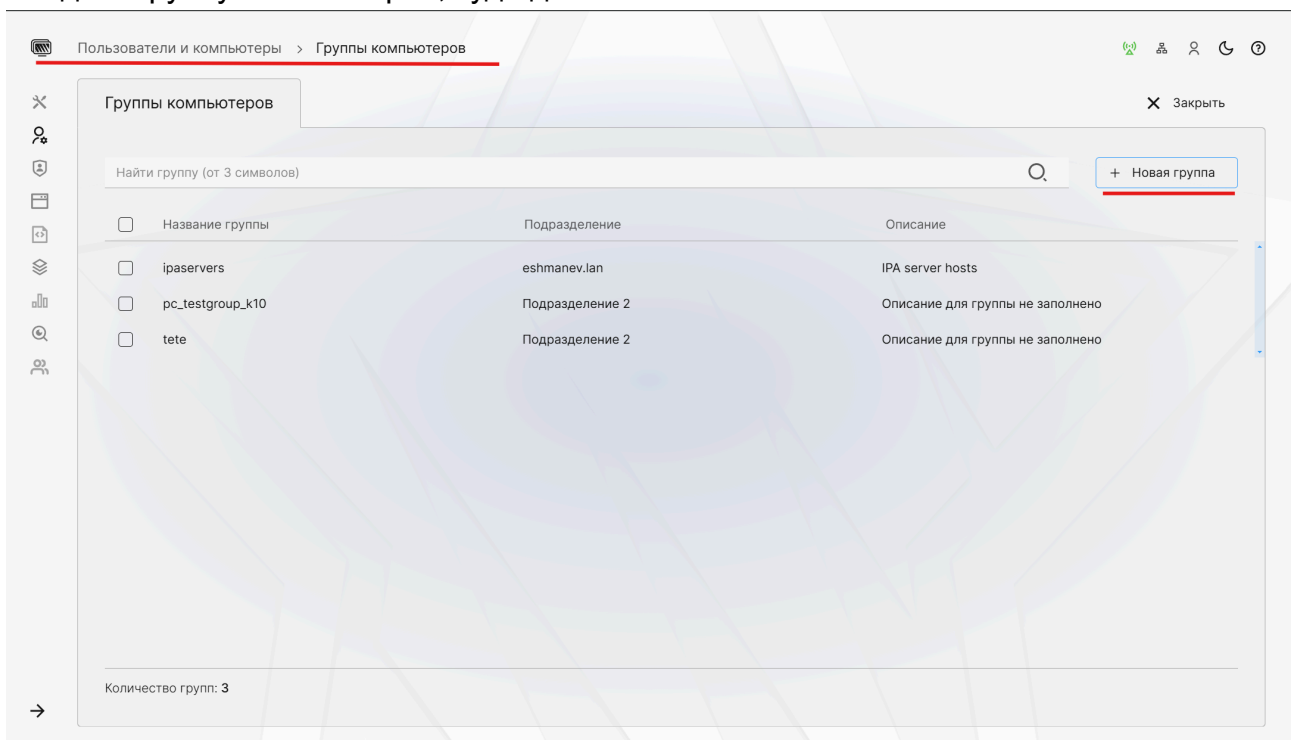 Пользователи и компьютеры > Группы компьютеров
Группы компьютеров
Закрыть
Найти группу (от 3 символов)
+ Новая группа
Название группы Подразделение Описание
ipaservers eshmanev.lan IPA server hosts
pc_testgroup_k10 Подразделение 2 Описание для группы не заполнено
tete Подразделение 2 Описание для группы не заполнено
Количество групп: 3